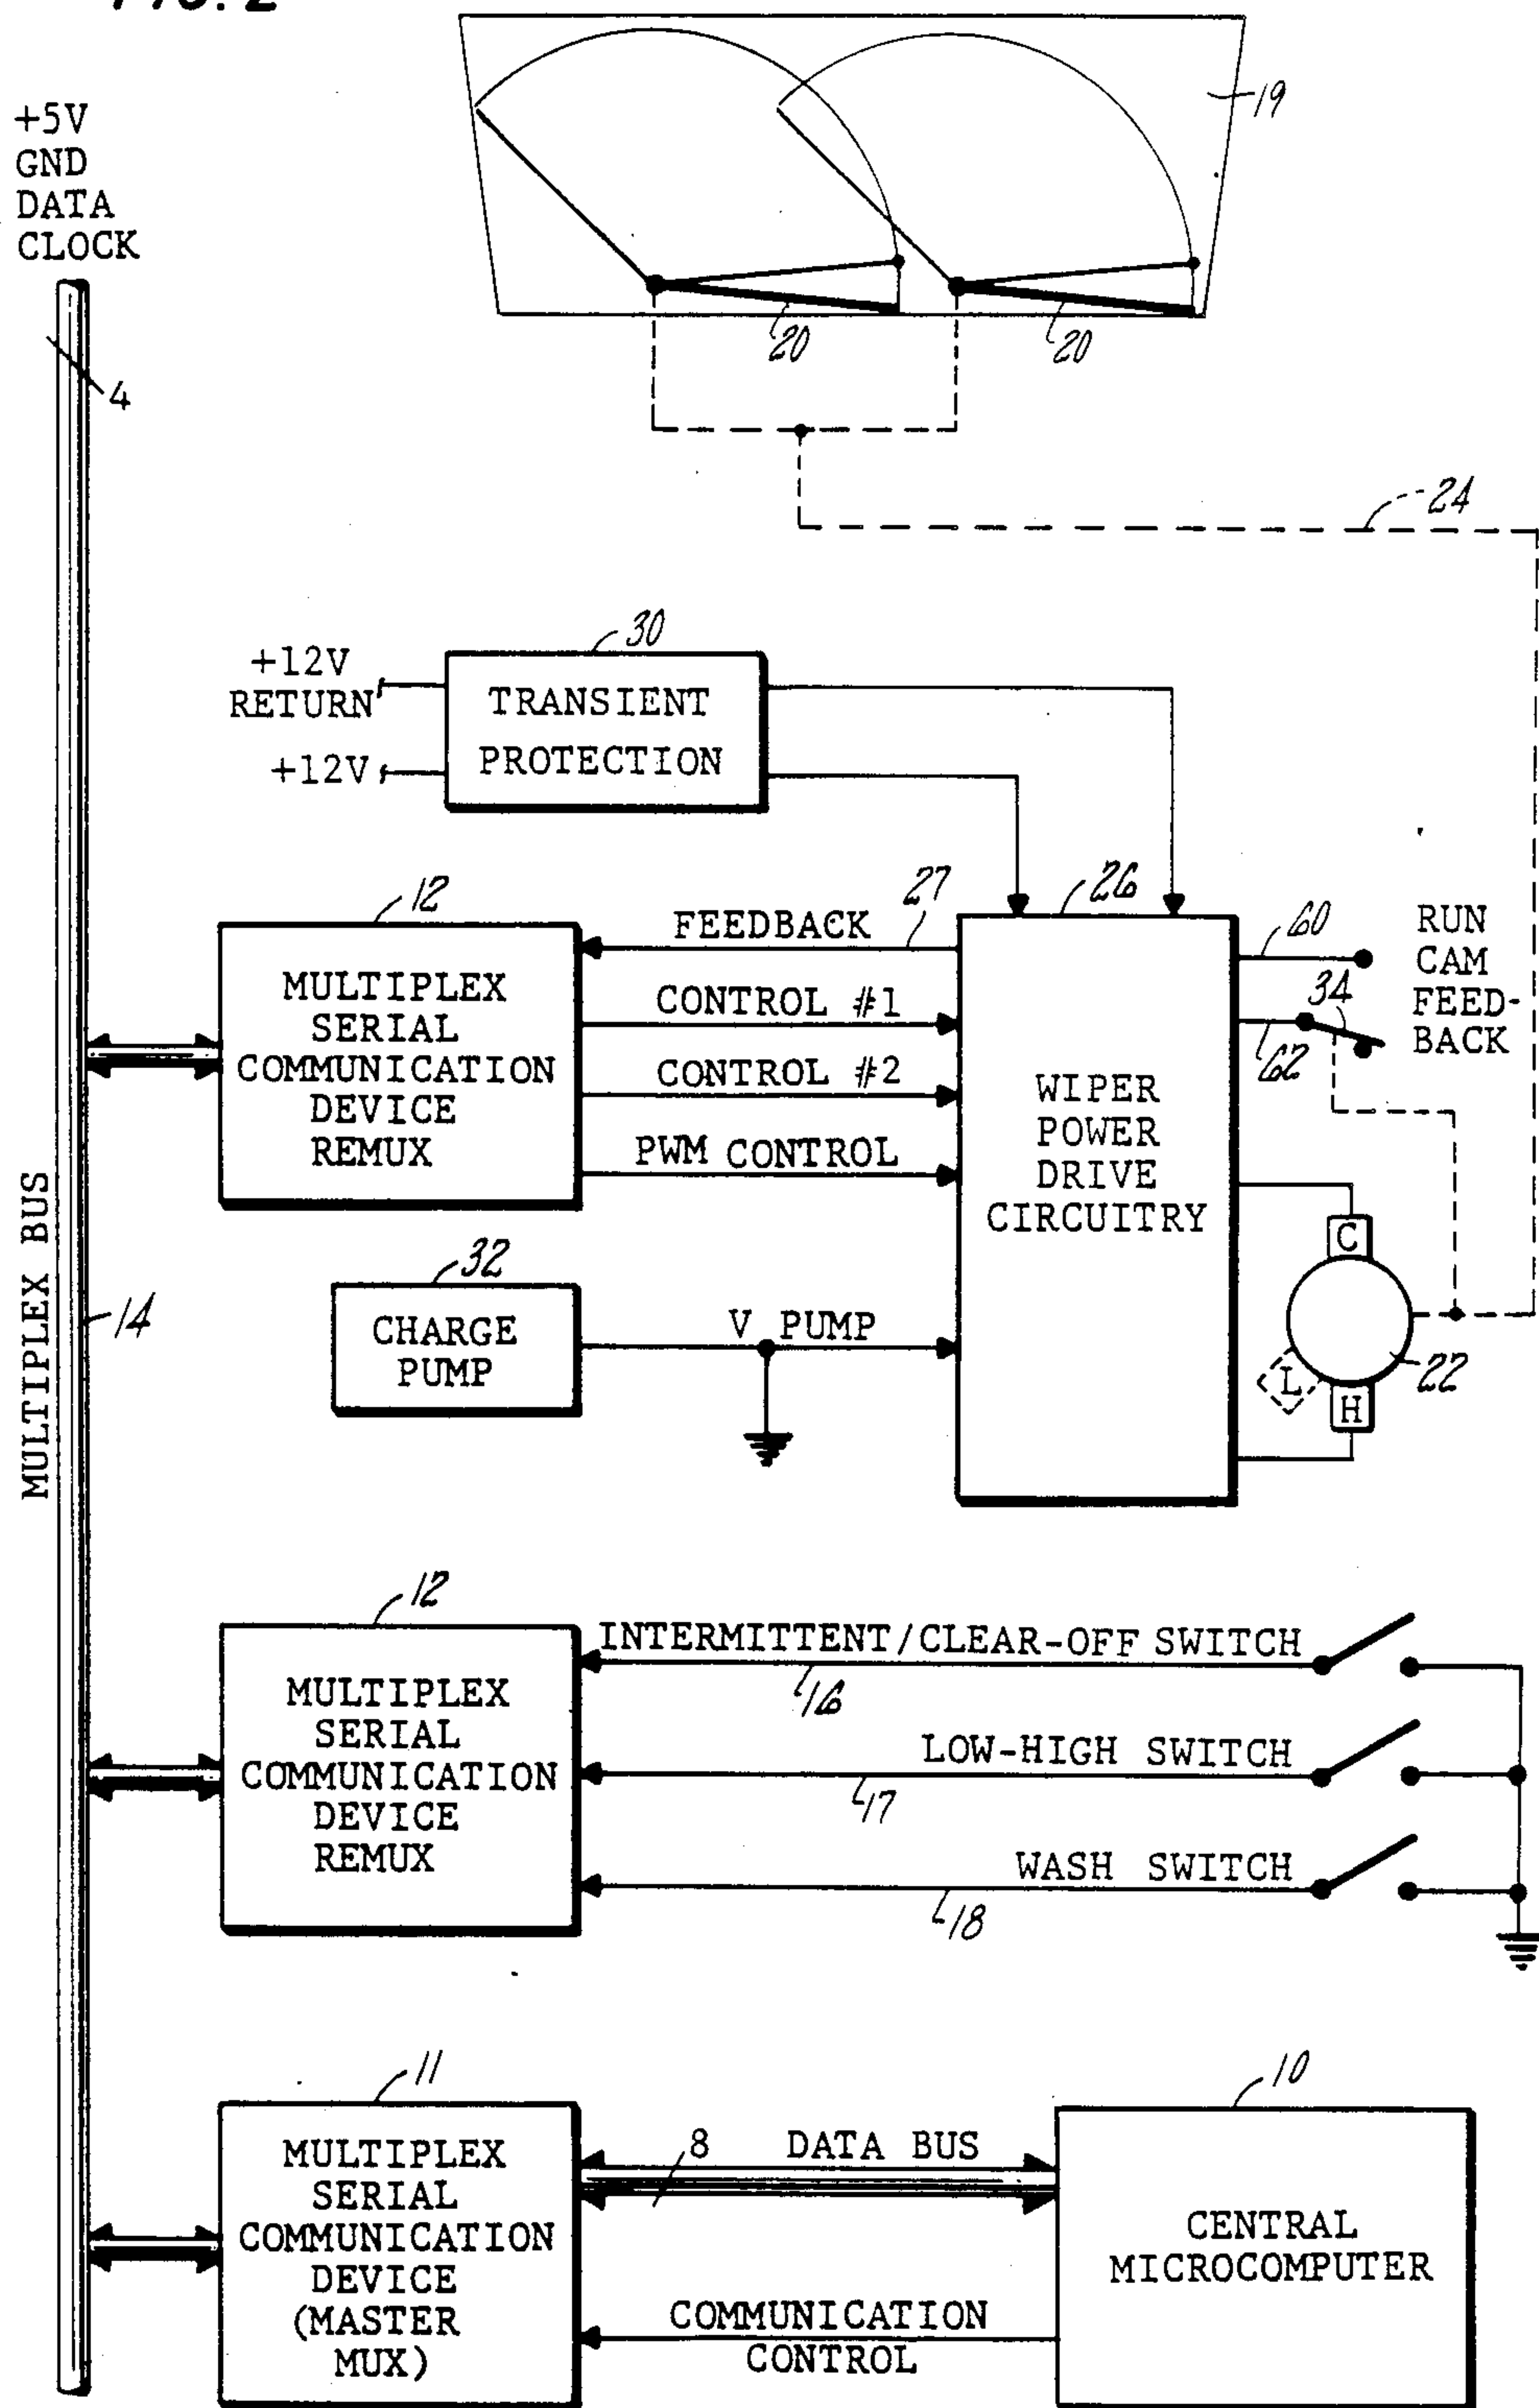 FIG. 2
19
+5V
GND
DATA
CLOCK
4
20
20
24
30
+12V
RETURN
+12V
TRANSIENT
PROTECTION
12
27
26
60
FEEDBACK
RUN
CAM
FEED-
BACK
34
62
MULTIPLEX
SERIAL
COMMUNICATION
DEVICE
REMUX
CONTROL #1
CONTROL #2
PWM CONTROL
WIPER
POWER
DRIVE
CIRCUITRY
C
32
CHARGE
PUMP
V PUMP
L
H
22
MULTIPLEX BUS
14
12
MULTIPLEX
SERIAL
COMMUNICATION
DEVICE
REMUX
INTERMITTENT/CLEAR-OFF SWITCH
16
LOW-HIGH SWITCH
17
WASH SWITCH
18
11
10
MULTIPLEX
SERIAL
COMMUNICATION
DEVICE
(MASTER
MUX)
8 DATA BUS
COMMUNICATION
CONTROL
CENTRAL
MICROCOMPUTER